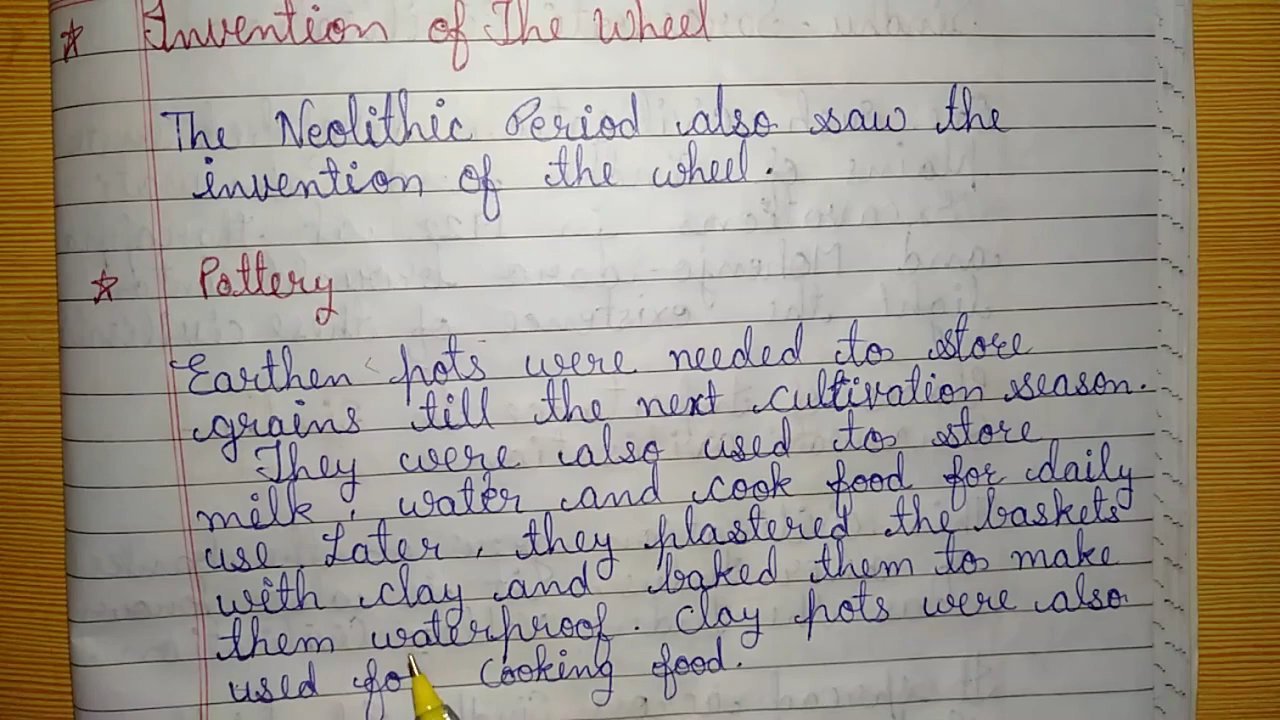 ☆ Invention of The Wheel
The Neolithic Period also saw the
invention of the wheel.
☆ Pottery
Earthen pots were needed to store
grains till the next cultivation season.
They were also used to store
milk, water and cook food for daily
use. Later, they plastered the baskets
with clay and baked them to make
them waterproof. Clay pots were also
used for cooking food.